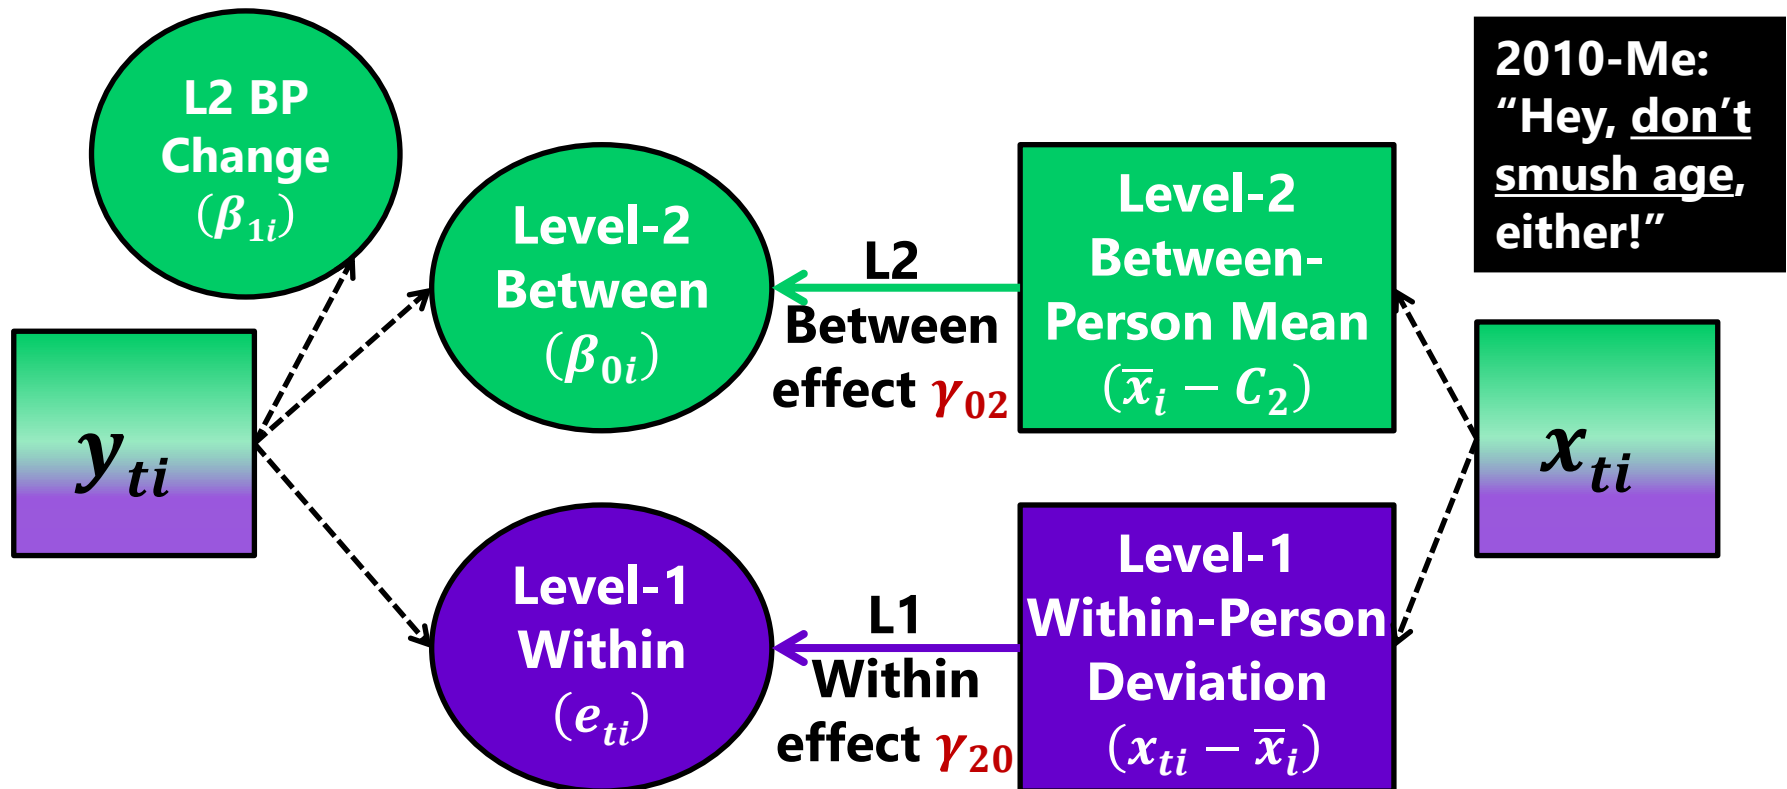 L2 BP
Change
(β₁ᵢ)
Level-2
Between
(β₀ᵢ)
L2
Between
effect γ₀₂
Level-2
Between-
Person Mean
(x̅ᵢ − C₂)
2010-Me:
“Hey, don’t
smush age,
either!”
yₜᵢ
xₜᵢ
Level-1
Within
(eₜᵢ)
L1
Within
effect γ₂₀
Level-1
Within-Person
Deviation
(xₜᵢ − x̅ᵢ)